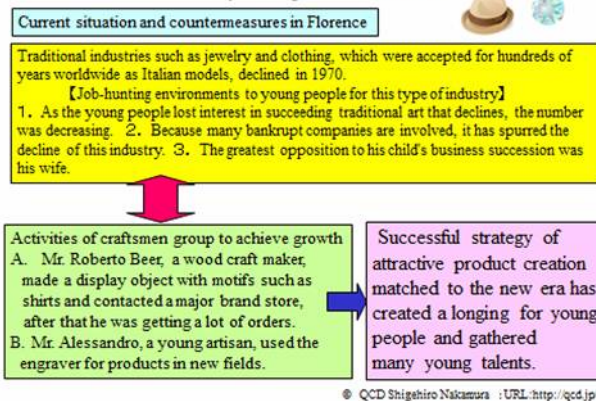 Current situation and countermeasures in Florence
Traditional industries such as jewelry and clothing, which were accepted for hundreds of
years worldwide as Italian models, declined in 1970.
【Job-hunting environments to young people for this type of industry】
1. As the young people lost interest in succeeding traditional art that declines, the number
was decreasing. 2. Because many bankrupt companies are involved, it has spurred the
decline of this industry. 3. The greatest opposition to his child's business succession was
his wife.
Activities of craftsmen group to achieve growth
A. Mr. Roberto Beer, a wood craft maker,
made a display object with motifs such as
shirts and contacted a major brand store,
after that he was getting a lot of orders.
B. Mr. Alessandro, a young artisan, used the
engraver for products in new fields.
Successful strategy of
attractive product creation
matched to the new era has
created a longing for young
people and gathered
many young talents.
© QCD Shigehiro Nakamura : URL:http://qcd.jp